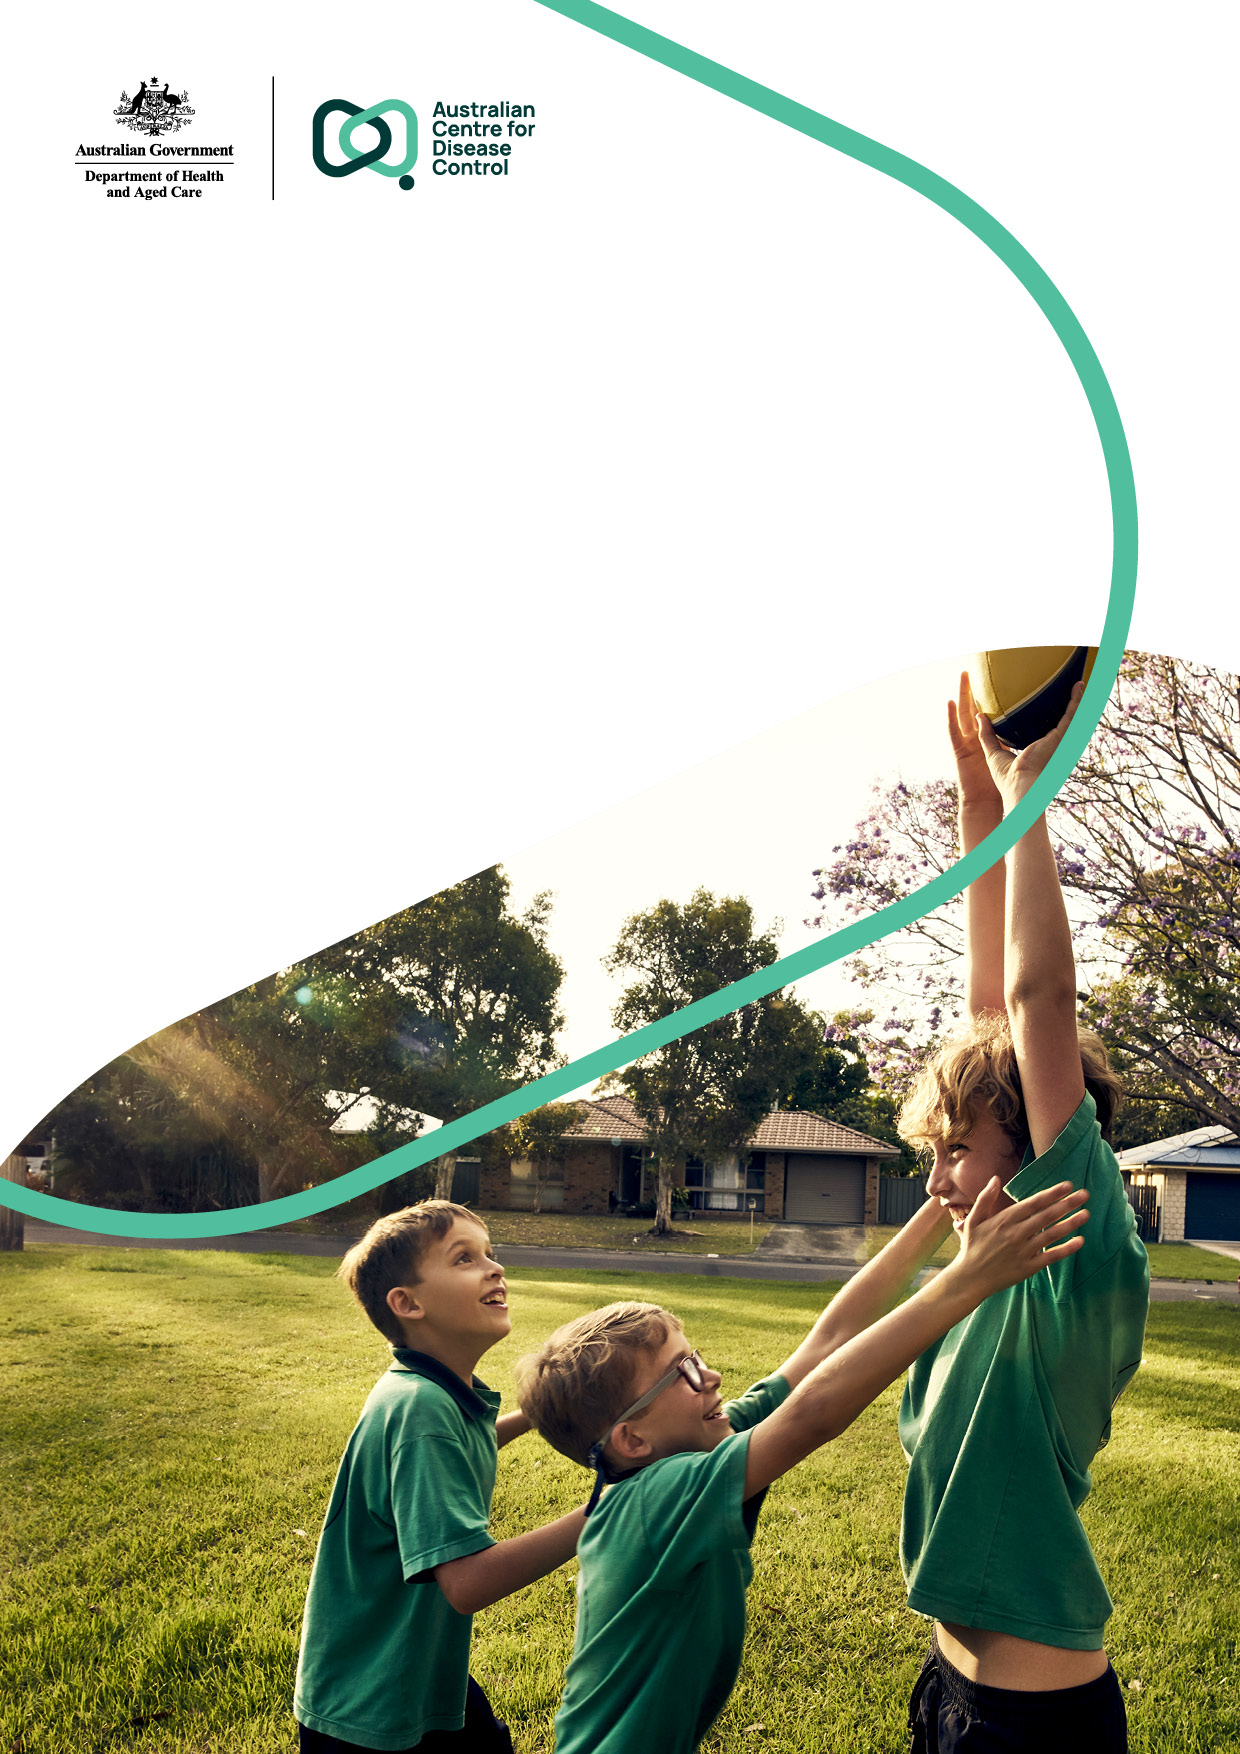 Australian Government
Department of Health
and Aged Care
Australian
Centre for
Disease
Control